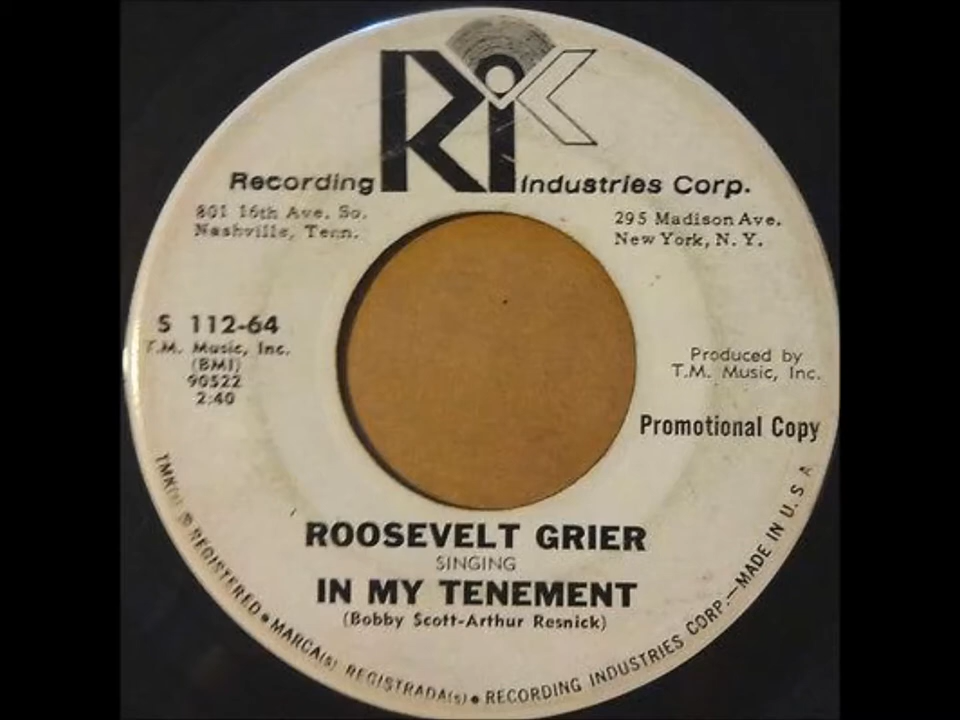 RiC
Recording Industries Corp.
801 16th Ave. So.
Nashville, Tenn.
295 Madison Ave.
New York, N. Y.
S 112-64
T.M. Music, Inc.
(BMI)
90522
2:40
Produced by
T.M. Music, Inc.
Promotional Copy
ROOSEVELT GRIER
SINGING
IN MY TENEMENT
(Bobby Scott-Arthur Resnick)
TMK(s) ® REGISTERED • MARCA(s) REGISTRADA(s) • RECORDING INDUSTRIES CORP.—MADE IN U. S. A